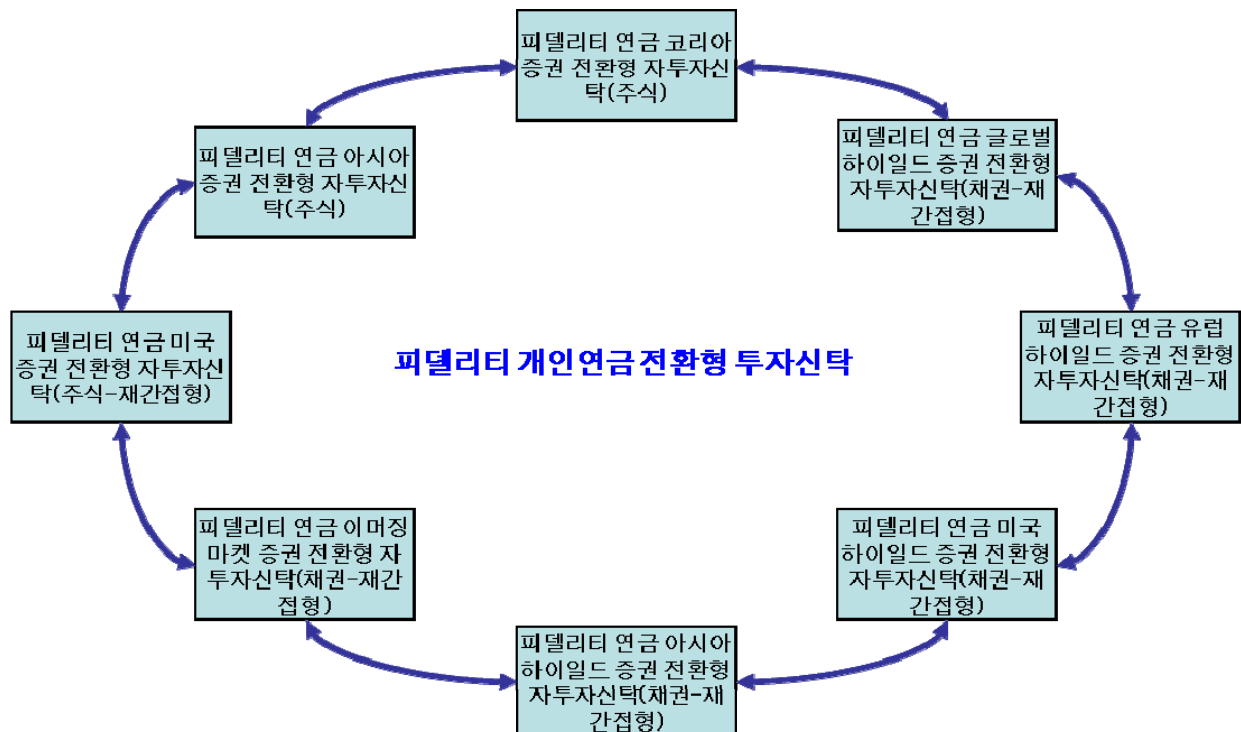 피델리티 연금 코리아
증권 전환형 자투자신
탁(주식)
피델리티 연금 글로벌
하이일드 증권 전환형
자투자신탁(채권-재
간접형)
피델리티 연금 유럽
하이일드 증권 전환형
자투자신탁(채권-재
간접형)
피델리티 연금 미국
하이일드 증권 전환형
자투자신탁(채권-재
간접형)
피델리티 연금 아시아
하이일드 증권 전환형
자투자신탁(채권-재
간접형)
피델리티 연금 이머징
마켓 증권 전환형 자
투자신탁(채권-재간
접형)
피델리티 연금 미국
증권 전환형 자투자신
탁(주식-재간접형)
피델리티 연금 아시아
증권 전환형 자투자신
탁(주식)
피델리티 개인연금 전환형 투자신탁